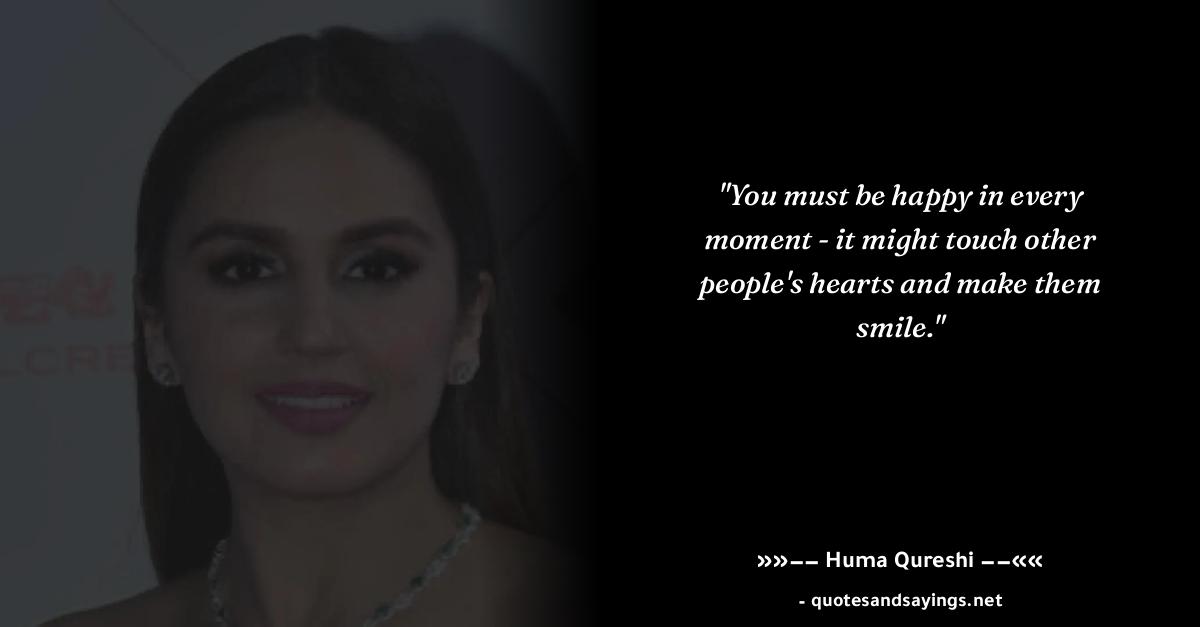 "You must be happy in every
moment - it might touch other
people's hearts and make them
smile."
»»−− Huma Qureshi −−««
- quotesandsayings.net
LCRE